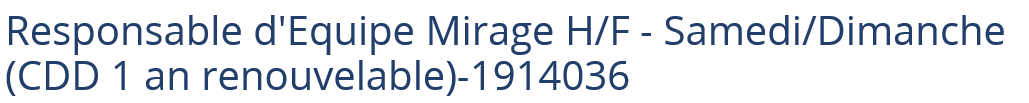 Responsable d'Equipe Mirage H/F - Samedi/Dimanche
(CDD 1 an renouvelable)-1914036